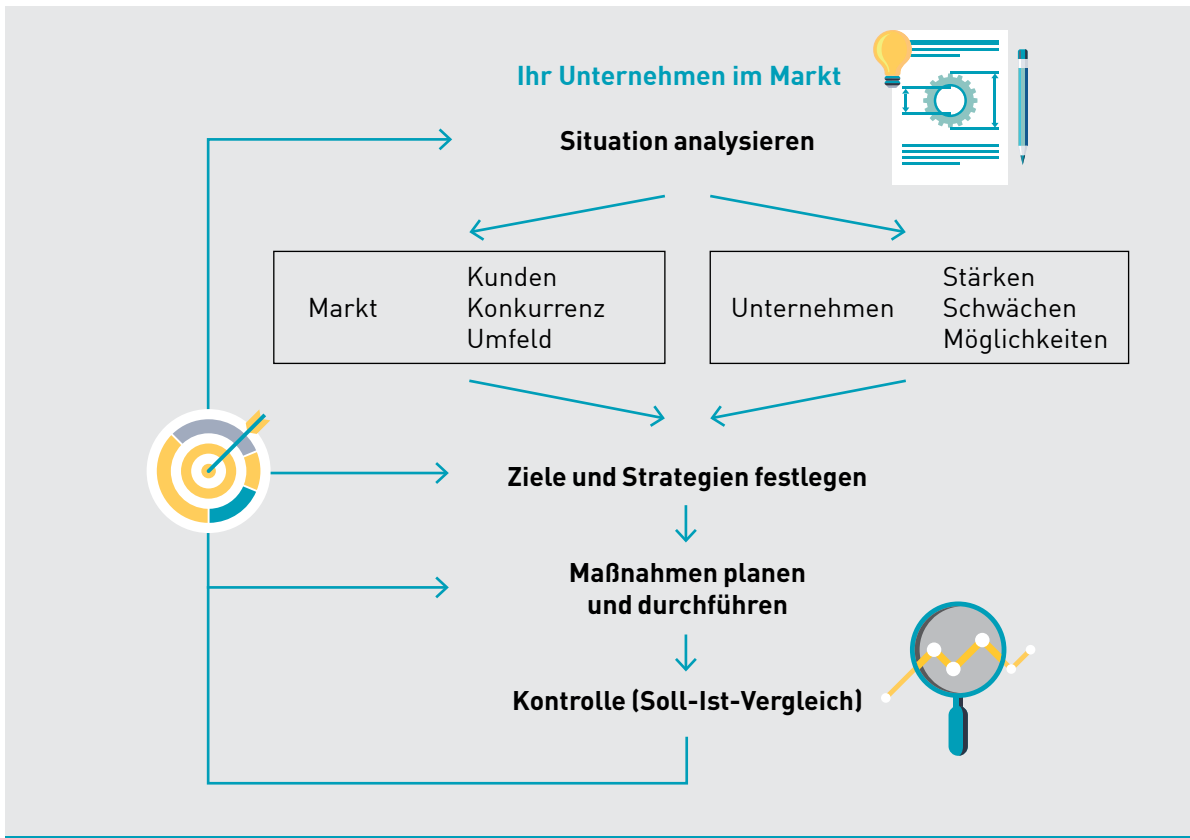 Ihr Unternehmen im Markt
Situation analysieren
Markt
Kunden
Konkurrenz
Umfeld
Unternehmen
Stärken
Schwächen
Möglichkeiten
Ziele und Strategien festlegen
Maßnahmen planen
und durchführen
Kontrolle (Soll-Ist-Vergleich)